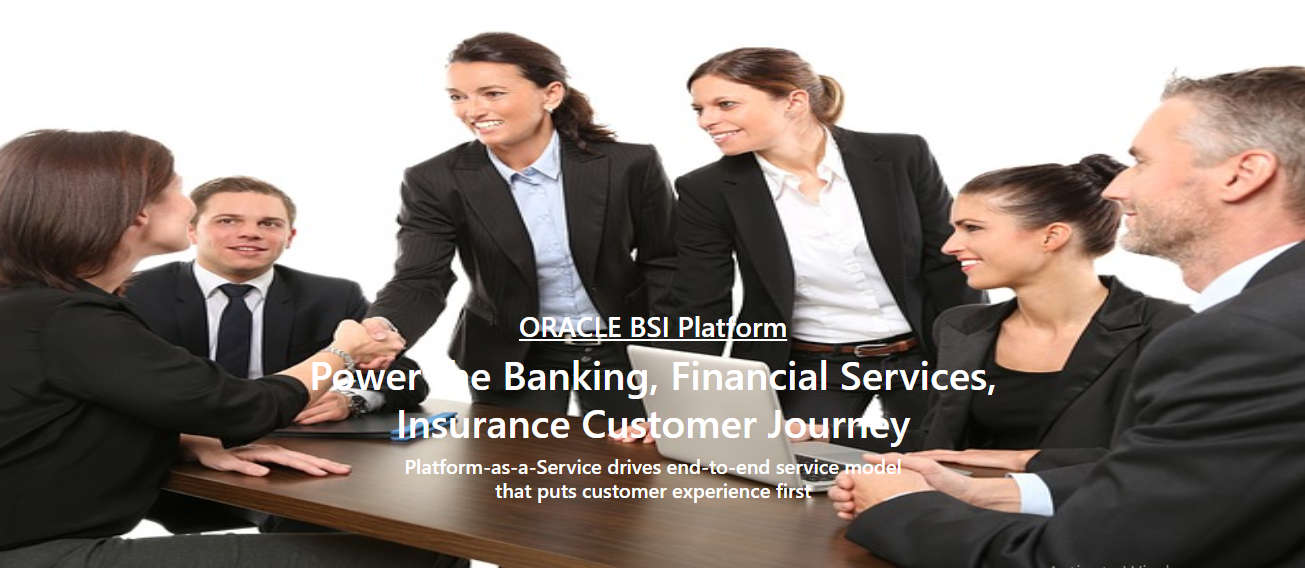 ORACLE BSI Platform
Power the Banking, Financial Services,
Insurance Customer Journey
Platform-as-a-Service drives end-to-end service model
that puts customer experience first